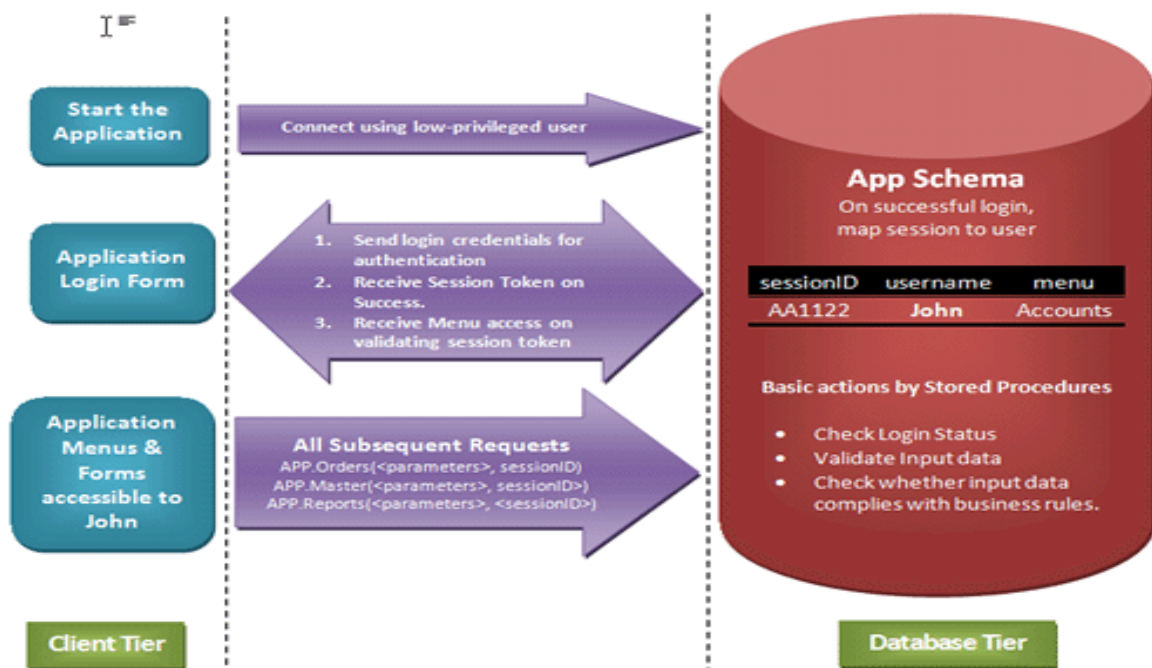 Start the
Application
Connect using low-privileged user
Application
Login Form
1. Send login credentials for
authentication
2. Receive Session Token on
Success.
3. Receive Menu access on
validating session token
Application
Menus &
Forms
accessible to
John
All Subsequent Requests
APP.Orders(<parameters>, sessionID)
APP.Master(<parameters>, sessionID>)
APP.Reports(<parameters>, <sessionID>)
App Schema
On successful login,
map session to user
sessionID username menu
AA1122 John Accounts
Basic actions by Stored Procedures
• Check Login Status
• Validate Input data
• Check whether input data
complies with business rules.
Client Tier
Database Tier